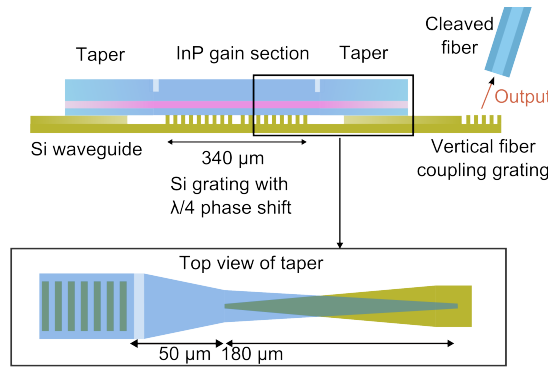 Cleaved
fiber
Taper
InP gain section
Taper
Output
Si waveguide
340 µm
Vertical fiber
coupling grating
Si grating with
λ/4 phase shift
Top view of taper
50 µm
180 µm